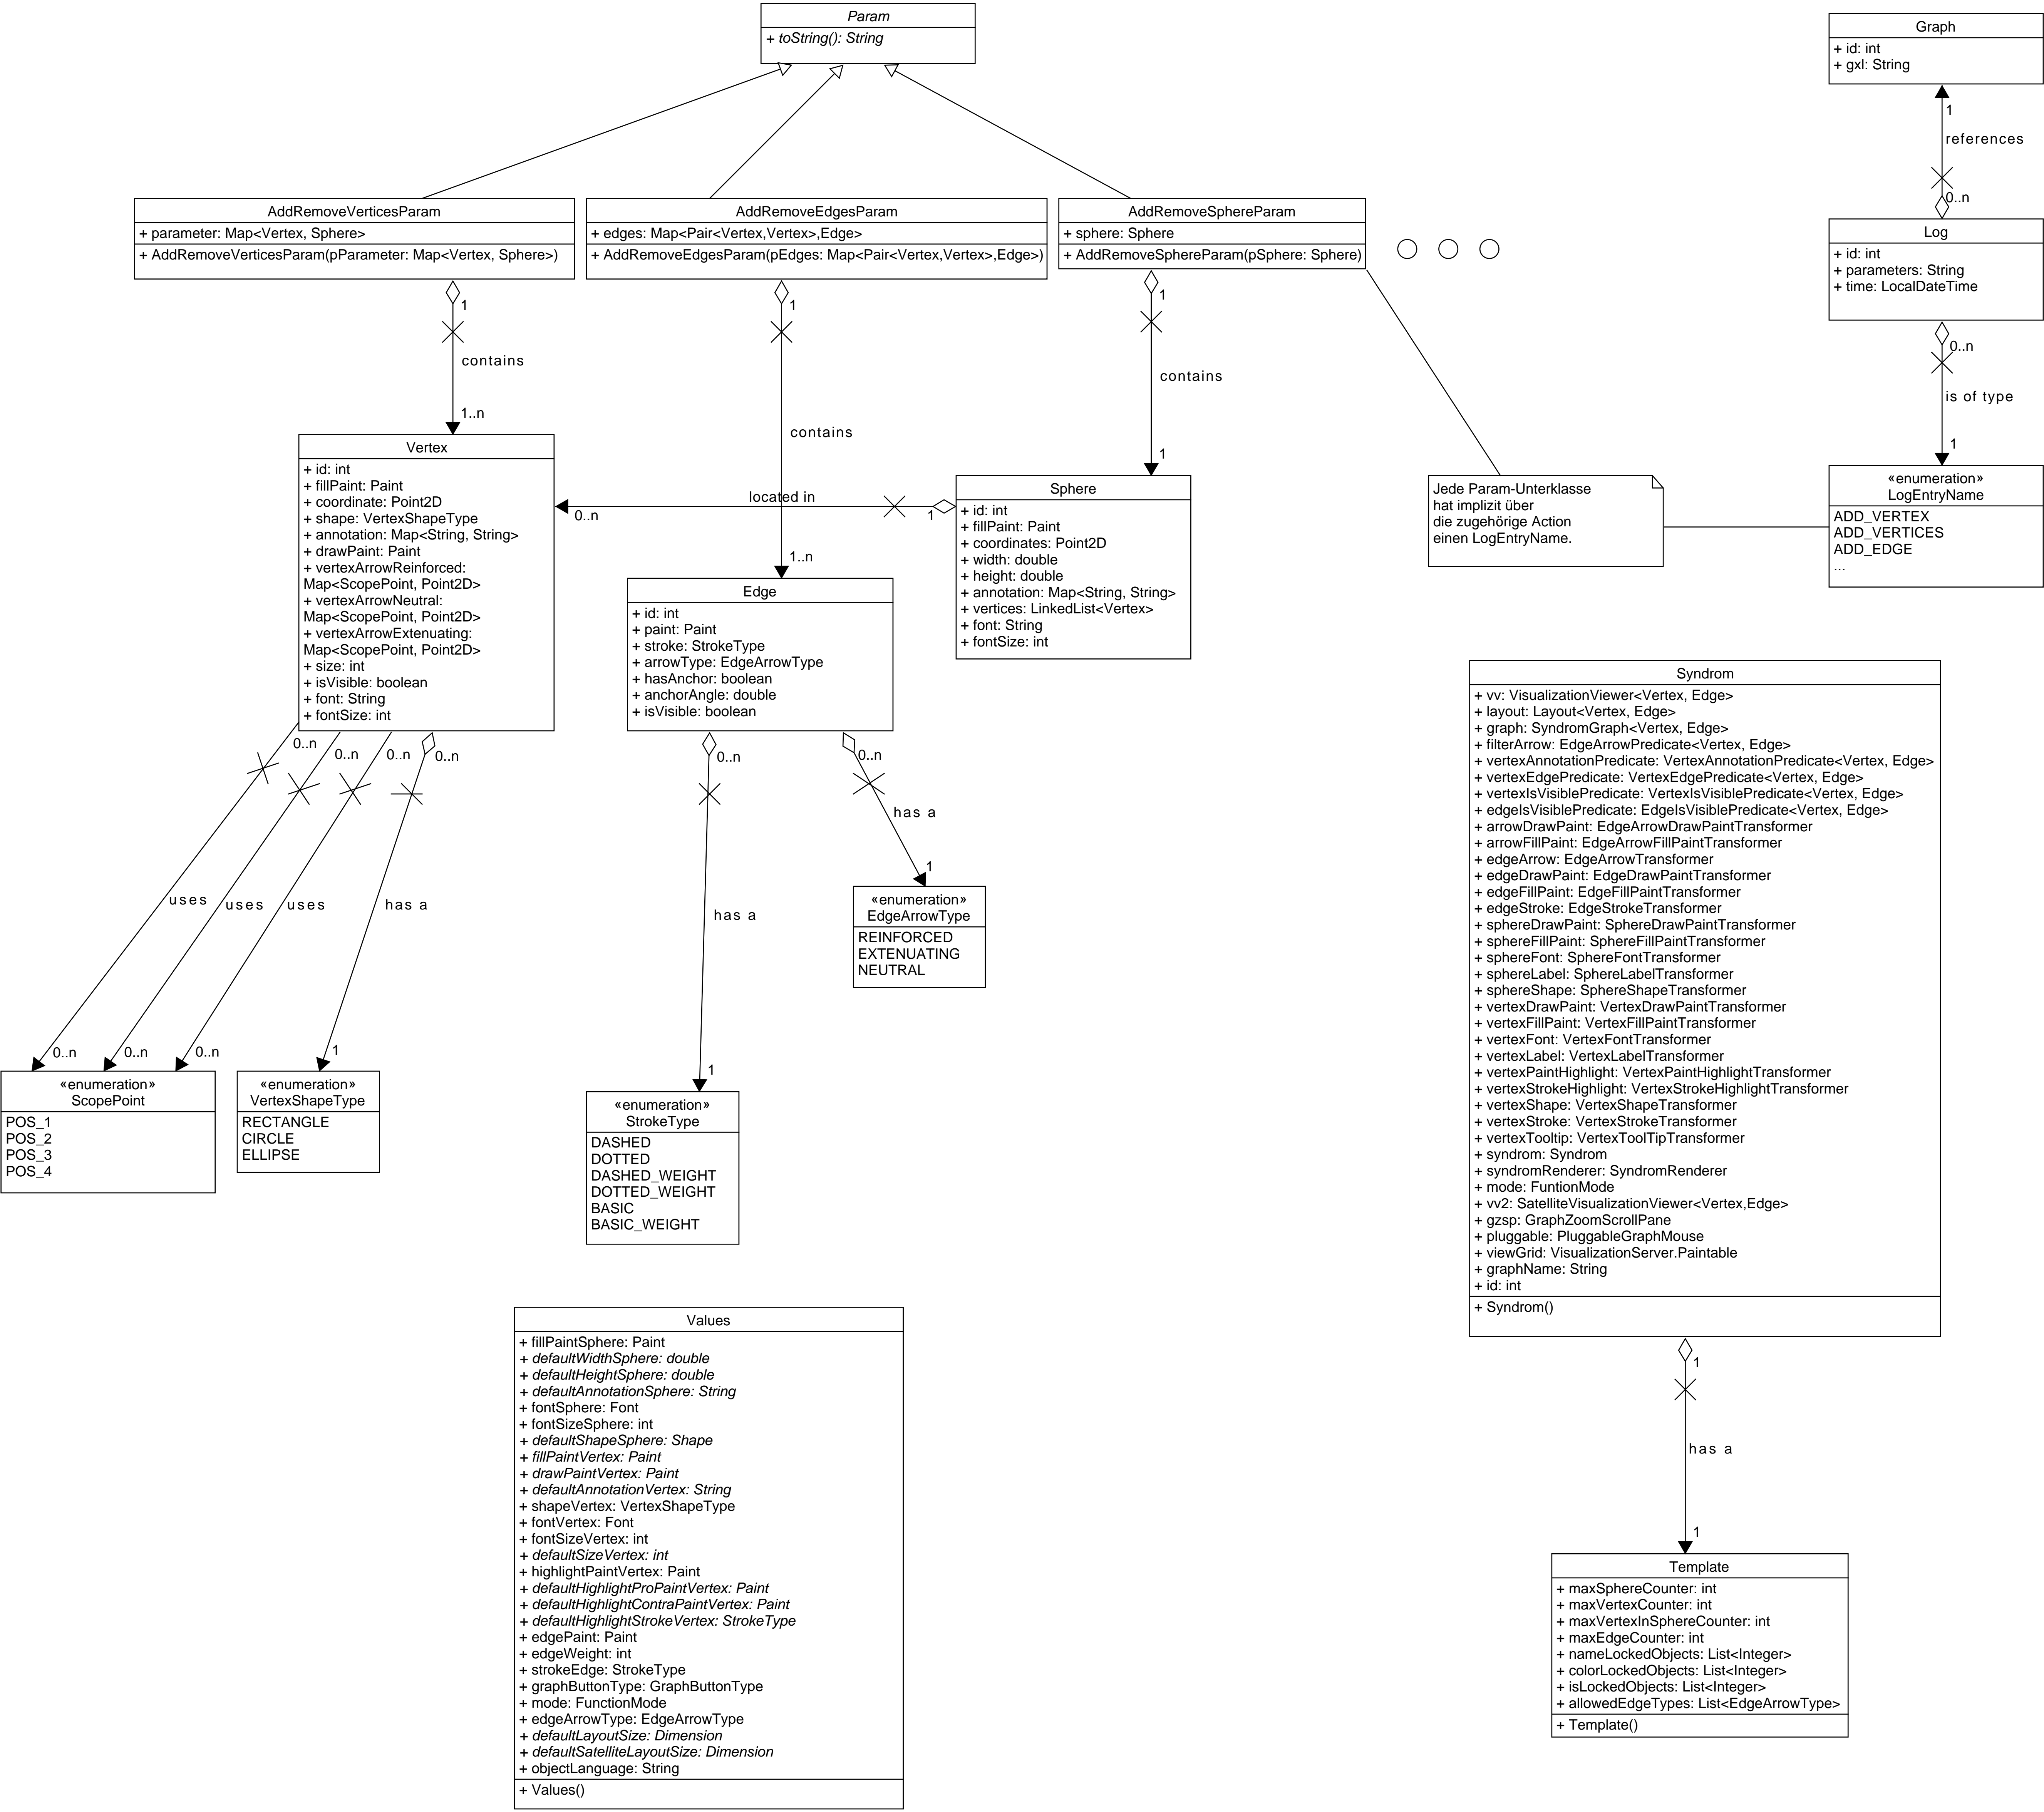 Param
+ toString(): String
Graph
+ id: int
+ gxl: String
1
references
0..n
AddRemoveVerticesParam
+ parameter: Map<Vertex, Sphere>
+ AddRemoveVerticesParam(pParameter: Map<Vertex, Sphere>)
AddRemoveEdgesParam
+ edges: Map<Pair<Vertex,Vertex>,Edge>
+ AddRemoveEdgesParam(pEdges: Map<Pair<Vertex,Vertex>,Edge>)
AddRemoveSphereParam
+ sphere: Sphere
+ AddRemoveSphereParam(pSphere: Sphere)
Log
+ id: int
+ parameters: String
+ time: LocalDateTime
1
contains
1..n
1
contains
1..n
1
contains
1
0..n
is of type
1
Vertex
+ id: int
+ fillPaint: Paint
+ coordinate: Point2D
+ shape: VertexShapeType
+ annotation: Map<String, String>
+ drawPaint: Paint
+ vertexArrowReinforced:
Map<ScopePoint, Point2D>
+ vertexArrowNeutral:
Map<ScopePoint, Point2D>
+ vertexArrowExtenuating:
Map<ScopePoint, Point2D>
+ size: int
+ isVisible: boolean
+ font: String
+ fontSize: int
located in
0..n
1
Sphere
+ id: int
+ fillPaint: Paint
+ coordinates: Point2D
+ width: double
+ height: double
+ annotation: Map<String, String>
+ vertices: LinkedList<Vertex>
+ font: String
+ fontSize: int
Jede Param-Unterklasse
hat implizit über
die zugehörige Action
einen LogEntryName.
«enumeration»
LogEntryName
ADD_VERTEX
ADD_VERTICES
ADD_EDGE
...
Edge
+ id: int
+ paint: Paint
+ stroke: StrokeType
+ arrowType: EdgeArrowType
+ hasAnchor: boolean
+ anchorAngle: double
+ isVisible: boolean
0..n
0..n
0..n
0..n
uses
uses
uses
has a
0..n
0..n
0..n
1
0..n
has a
1
0..n
has a
1
«enumeration»
EdgeArrowType
REINFORCED
EXTENUATING
NEUTRAL
«enumeration»
ScopePoint
POS_1
POS_2
POS_3
POS_4
«enumeration»
VertexShapeType
RECTANGLE
CIRCLE
ELLIPSE
«enumeration»
StrokeType
DASHED
DOTTED
DASHED_WEIGHT
DOTTED_WEIGHT
BASIC
BASIC_WEIGHT
Syndrom
+ vv: VisualizationViewer<Vertex, Edge>
+ layout: Layout<Vertex, Edge>
+ graph: SyndromGraph<Vertex, Edge>
+ filterArrow: EdgeArrowPredicate<Vertex, Edge>
+ vertexAnnotationPredicate: VertexAnnotationPredicate<Vertex, Edge>
+ vertexEdgePredicate: VertexEdgePredicate<Vertex, Edge>
+ vertexIsVisiblePredicate: VertexIsVisiblePredicate<Vertex, Edge>
+ edgeIsVisiblePredicate: EdgeIsVisiblePredicate<Vertex, Edge>
+ arrowDrawPaint: EdgeArrowDrawPaintTransformer
+ arrowFillPaint: EdgeArrowFillPaintTransformer
+ edgeArrow: EdgeArrowTransformer
+ edgeDrawPaint: EdgeDrawPaintTransformer
+ edgeFillPaint: EdgeFillPaintTransformer
+ edgeStroke: EdgeStrokeTransformer
+ sphereDrawPaint: SphereDrawPaintTransformer
+ sphereFillPaint: SphereFillPaintTransformer
+ sphereFont: SphereFontTransformer
+ sphereLabel: SphereLabelTransformer
+ sphereShape: SphereShapeTransformer
+ vertexDrawPaint: VertexDrawPaintTransformer
+ vertexFillPaint: VertexFillPaintTransformer
+ vertexFont: VertexFontTransformer
+ vertexLabel: VertexLabelTransformer
+ vertexPaintHighlight: VertexPaintHighlightTransformer
+ vertexStrokeHighlight: VertexStrokeHighlightTransformer
+ vertexShape: VertexShapeTransformer
+ vertexStroke: VertexStrokeTransformer
+ vertexTooltip: VertexToolTipTransformer
+ syndrom: Syndrom
+ syndromRenderer: SyndromRenderer
+ mode: FuntionMode
+ vv2: SatelliteVisualizationViewer<Vertex,Edge>
+ gzsp: GraphZoomScrollPane
+ pluggable: PluggableGraphMouse
+ viewGrid: VisualizationServer.Paintable
+ graphName: String
+ id: int
+ Syndrom()
1
has a
1
Values
+ fillPaintSphere: Paint
+ defaultWidthSphere: double
+ defaultHeightSphere: double
+ defaultAnnotationSphere: String
+ fontSphere: Font
+ fontSizeSphere: int
+ defaultShapeSphere: Shape
+ fillPaintVertex: Paint
+ drawPaintVertex: Paint
+ defaultAnnotationVertex: String
+ shapeVertex: VertexShapeType
+ fontVertex: Font
+ fontSizeVertex: int
+ defaultSizeVertex: int
+ highlightPaintVertex: Paint
+ defaultHighlightProPaintVertex: Paint
+ defaultHighlightContraPaintVertex: Paint
+ defaultHighlightStrokeVertex: StrokeType
+ edgePaint: Paint
+ edgeWeight: int
+ strokeEdge: StrokeType
+ graphButtonType: GraphButtonType
+ mode: FunctionMode
+ edgeArrowType: EdgeArrowType
+ defaultLayoutSize: Dimension
+ defaultSatelliteLayoutSize: Dimension
+ objectLanguage: String
+ Values()
Template
+ maxSphereCounter: int
+ maxVertexCounter: int
+ maxVertexInSphereCounter: int
+ maxEdgeCounter: int
+ nameLockedObjects: List<Integer>
+ colorLockedObjects: List<Integer>
+ isLockedObjects: List<Integer>
+ allowedEdgeTypes: List<EdgeArrowType>
+ Template()